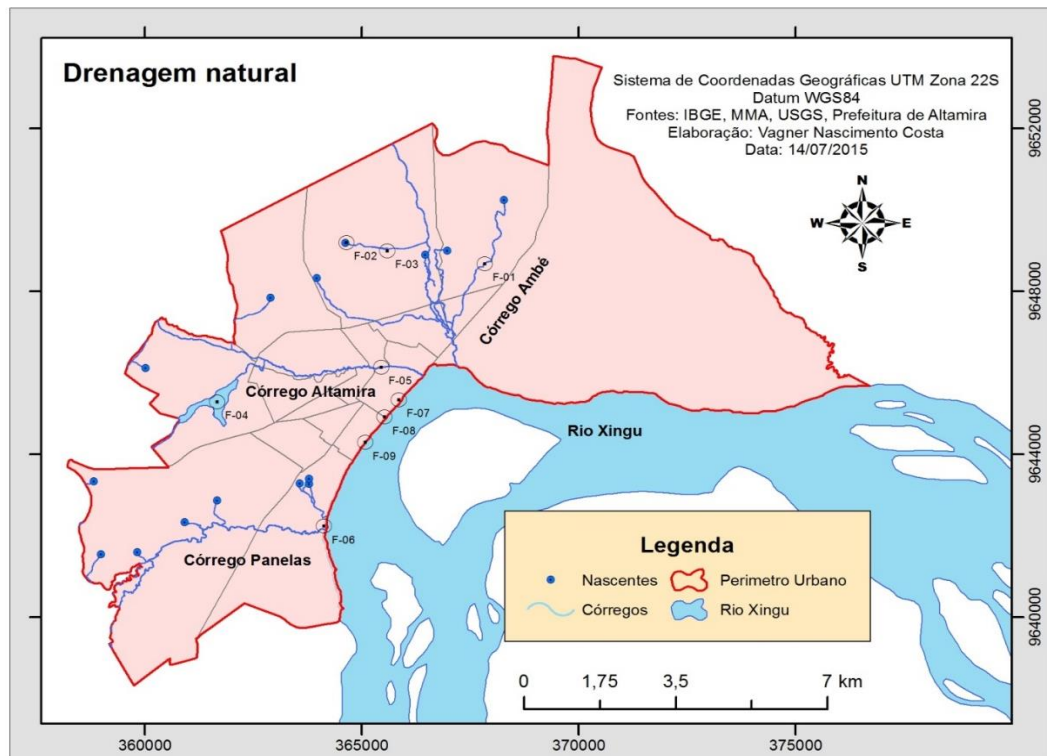 Drenagem natural
Sistema de Coordenadas Geográficas UTM Zona 22S
Datum WGS84
Fontes: IBGE, MMA, USGS, Prefeitura de Altamira
Elaboração: Vagner Nascimento Costa
Data: 14/07/2015
N
W E
S
9652000
F-02
F-03
F-01
Córrego Ambé
9648000
F-05
Córrego Altamira
F-04
F-07
F-08
Rio Xingu
F-09
9644000
F-06
Córrego Panelas
Legenda
Nascentes
Perimetro Urbano
Córregos
Rio Xingu
9640000
0 1,75 3,5 7 km
360000 365000 370000 375000